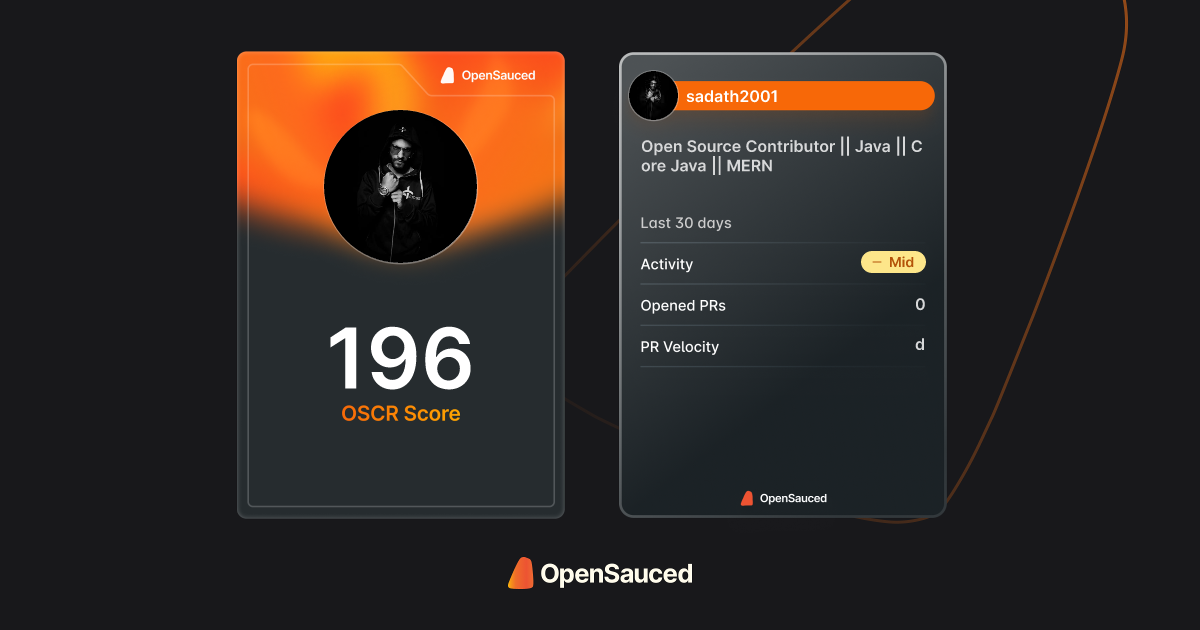 OpenSauced
196
OSCR Score
sadath2001
Open Source Contributor || Java || C
ore Java || MERN
Last 30 days
Activity
– Mid
Opened PRs
0
PR Velocity
d
OpenSauced
OpenSauced